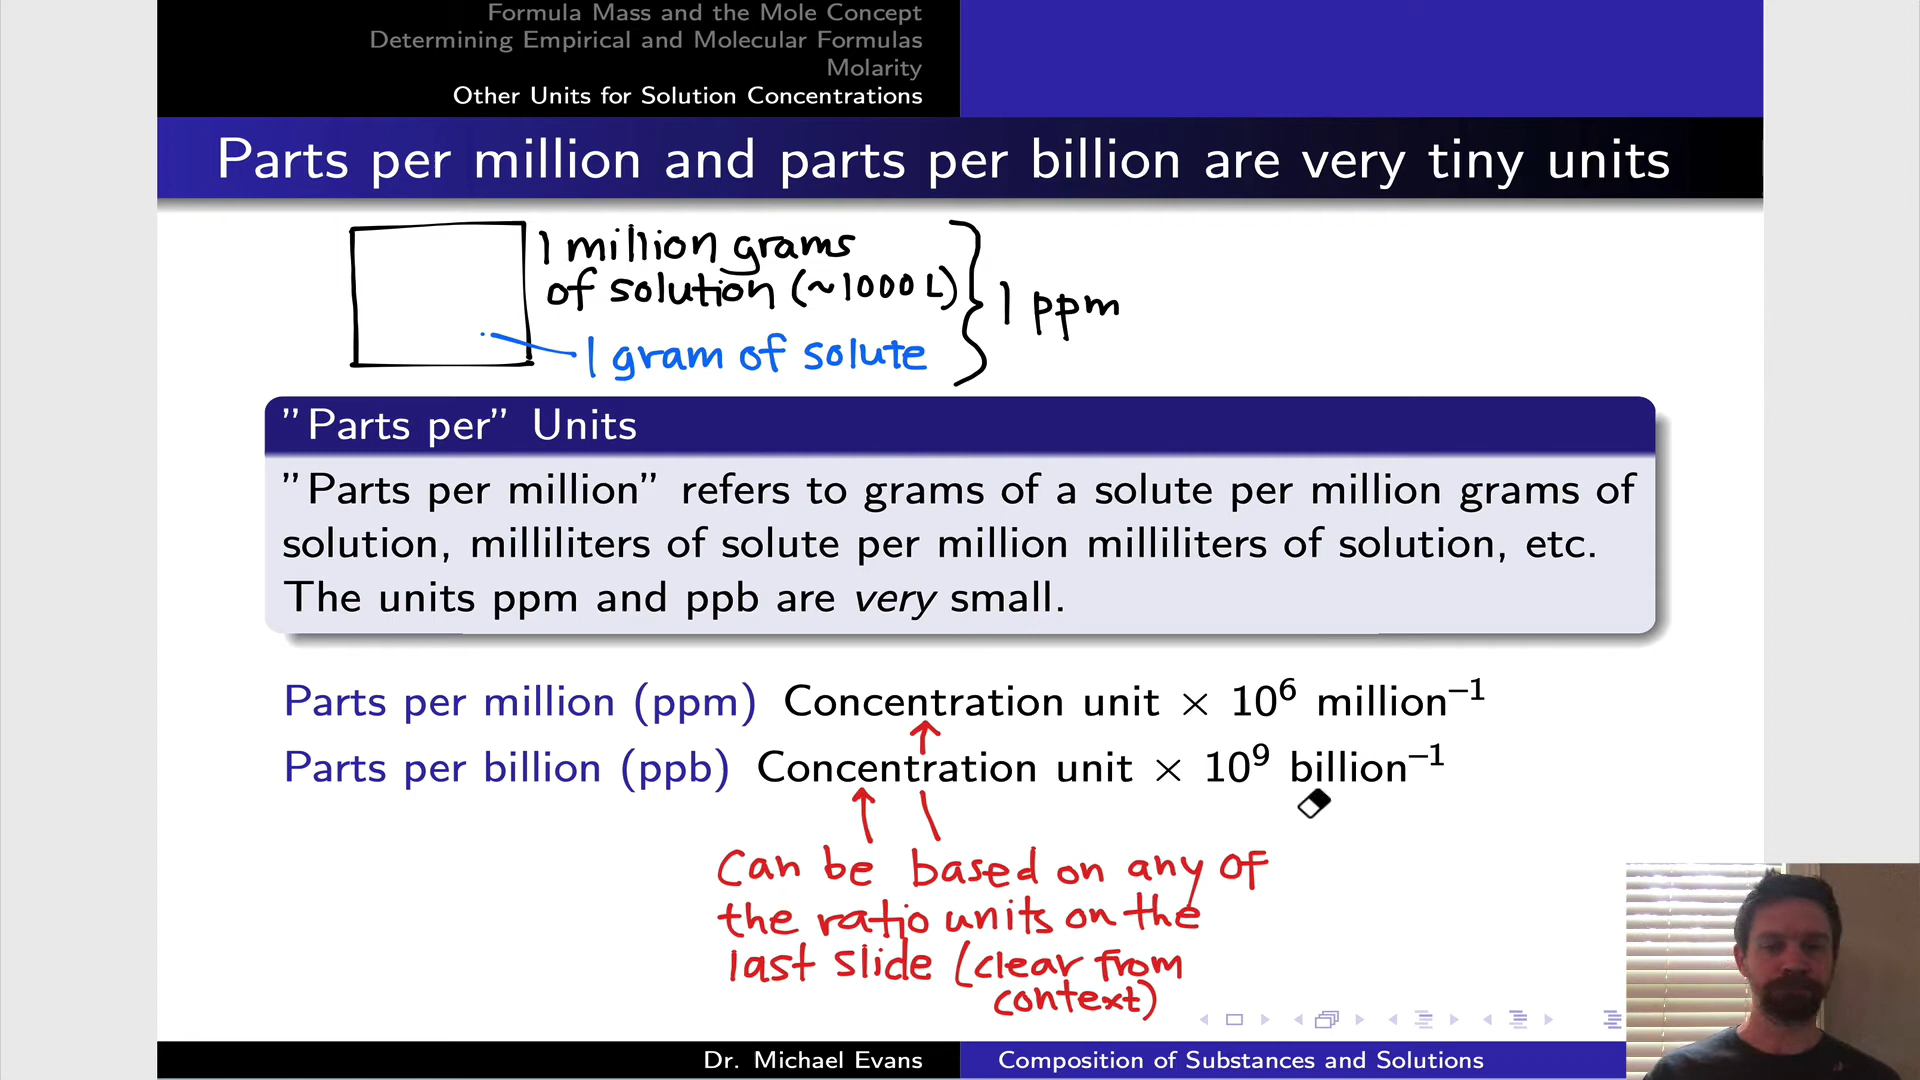 Formula Mass and the Mole Concept
Determining Empirical and Molecular Formulas
Molarity
Other Units for Solution Concentrations
Parts per million and parts per billion are very tiny units
1 million grams
of solution (~1000 L)
1 gram of solute
1 ppm
"Parts per" Units
"Parts per million" refers to grams of a solute per million grams of
solution, milliliters of solute per million milliliters of solution, etc.
The units ppm and ppb are very small.
Parts per million (ppm) Concentration unit × 10⁶ million⁻¹
Parts per billion (ppb) Concentration unit × 10⁹ billion⁻¹
Can be based on any of
the ratio units on the
last slide (clear from
context)
Dr. Michael Evans
Composition of Substances and Solutions